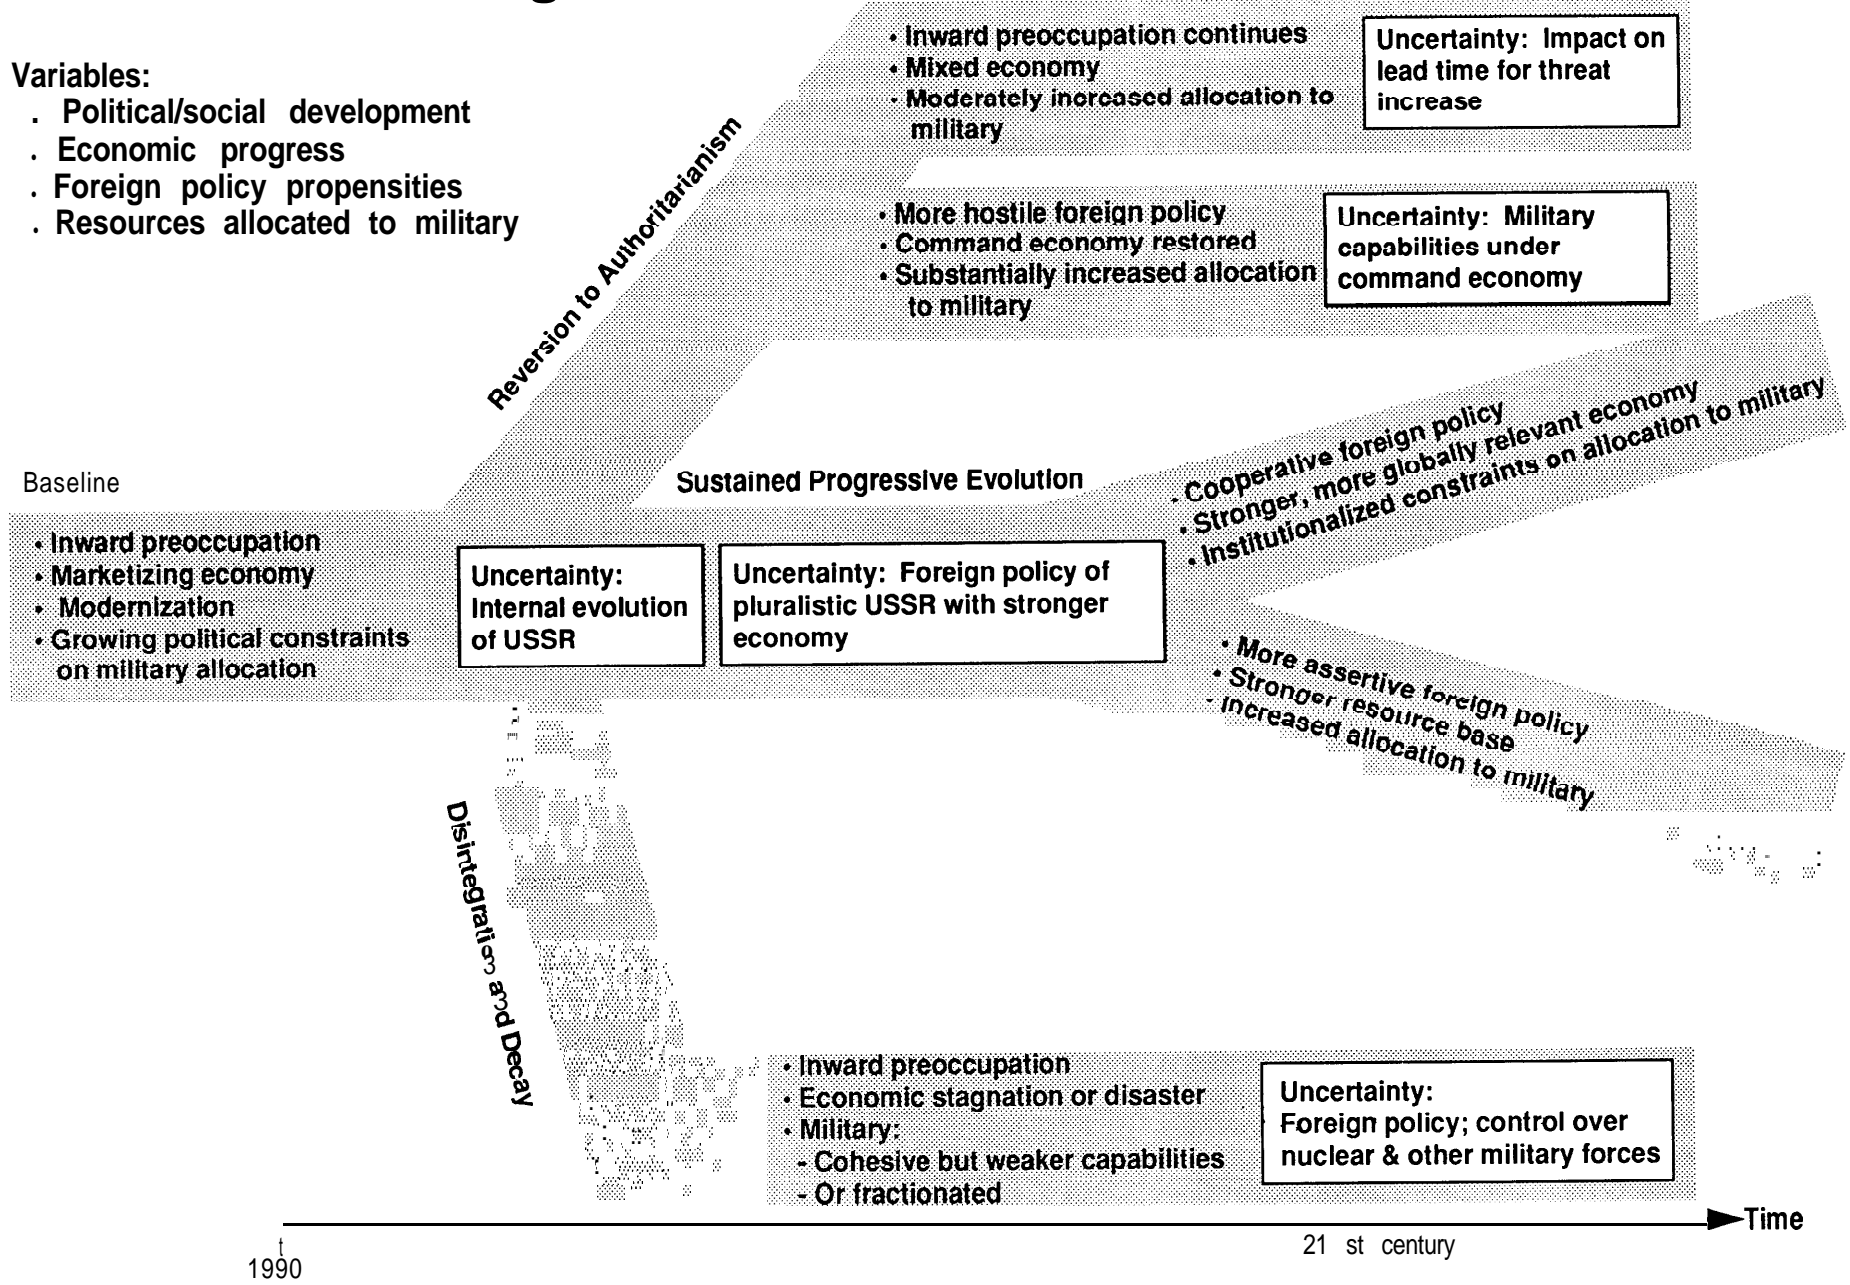 Variables:
. Political/social development
. Economic progress
. Foreign policy propensities
. Resources allocated to military
Reversion to Authoritarianism
• Inward preoccupation continues
• Mixed economy
• Moderately increased allocation to
military
Uncertainty: Impact on
lead time for threat
increase
• More hostile foreign policy
• Command economy restored
• Substantially increased allocation
to military
Uncertainty: Military
capabilities under
command economy
Baseline
• Inward preoccupation
• Marketizing economy
• Modernization
• Growing political constraints
on military allocation
Uncertainty:
Internal evolution
of USSR
Sustained Progressive Evolution
Uncertainty: Foreign policy of
pluralistic USSR with stronger
economy
- Cooperative foreign policy
• Stronger, more globally relevant economy
• Institutionalized constraints on allocation to military
• More assertive foreign policy
• Stronger resource base
- Increased allocation to military
Disintegration and Decay
• Inward preoccupation
• Economic stagnation or disaster
• Military:
- Cohesive but weaker capabilities
- Or fractionated
Uncertainty:
Foreign policy; control over
nuclear & other military forces
Time
t
1990
21 st century